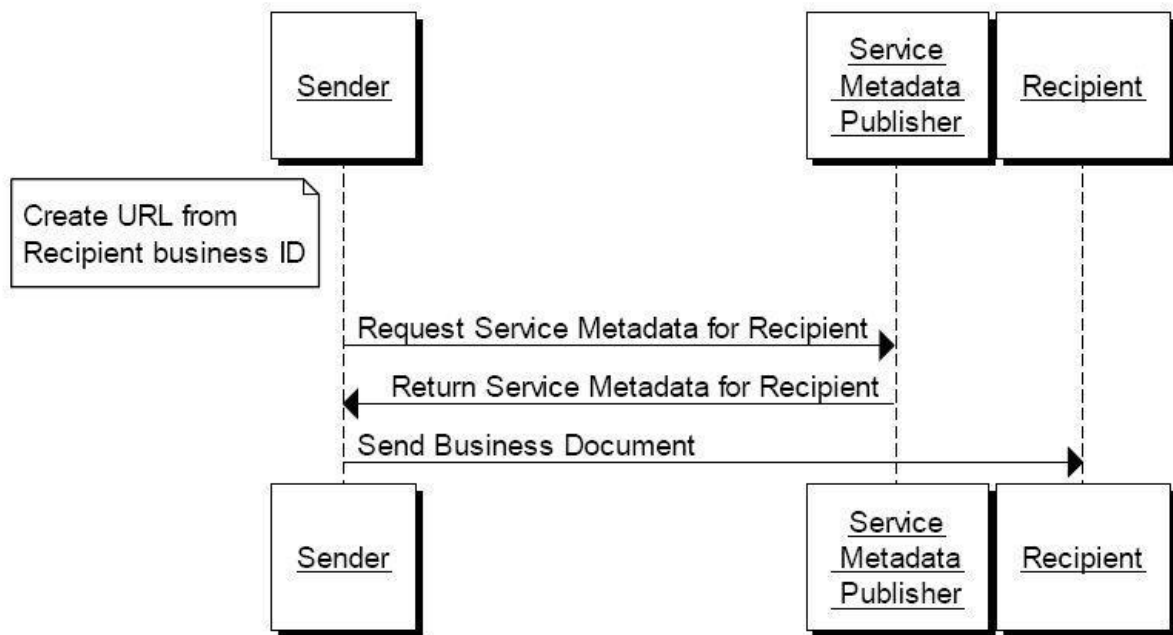 Sender
Service
Metadata
Publisher
Recipient
Create URL from
Recipient business ID
Request Service Metadata for Recipient
Return Service Metadata for Recipient
Send Business Document
Sender
Service
Metadata
Publisher
Recipient